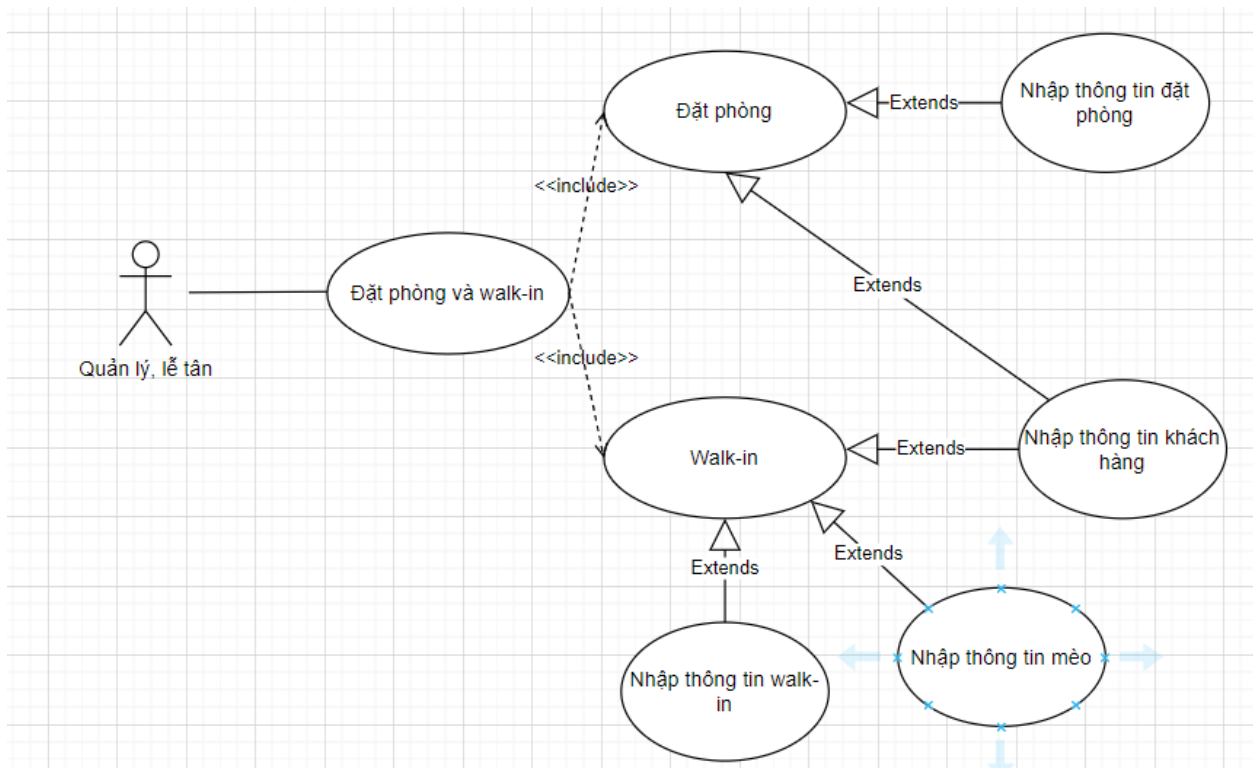 Đặt phòng
Extends
Nhập thông tin đặt
phòng
<<include>>
Đặt phòng và walk-in
Quản lý, lễ tân
Extends
<<include>>
Walk-in
Extends
Nhập thông tin khách
hàng
Extends
Extends
Nhập thông tin walk-
in
Nhập thông tin mèo